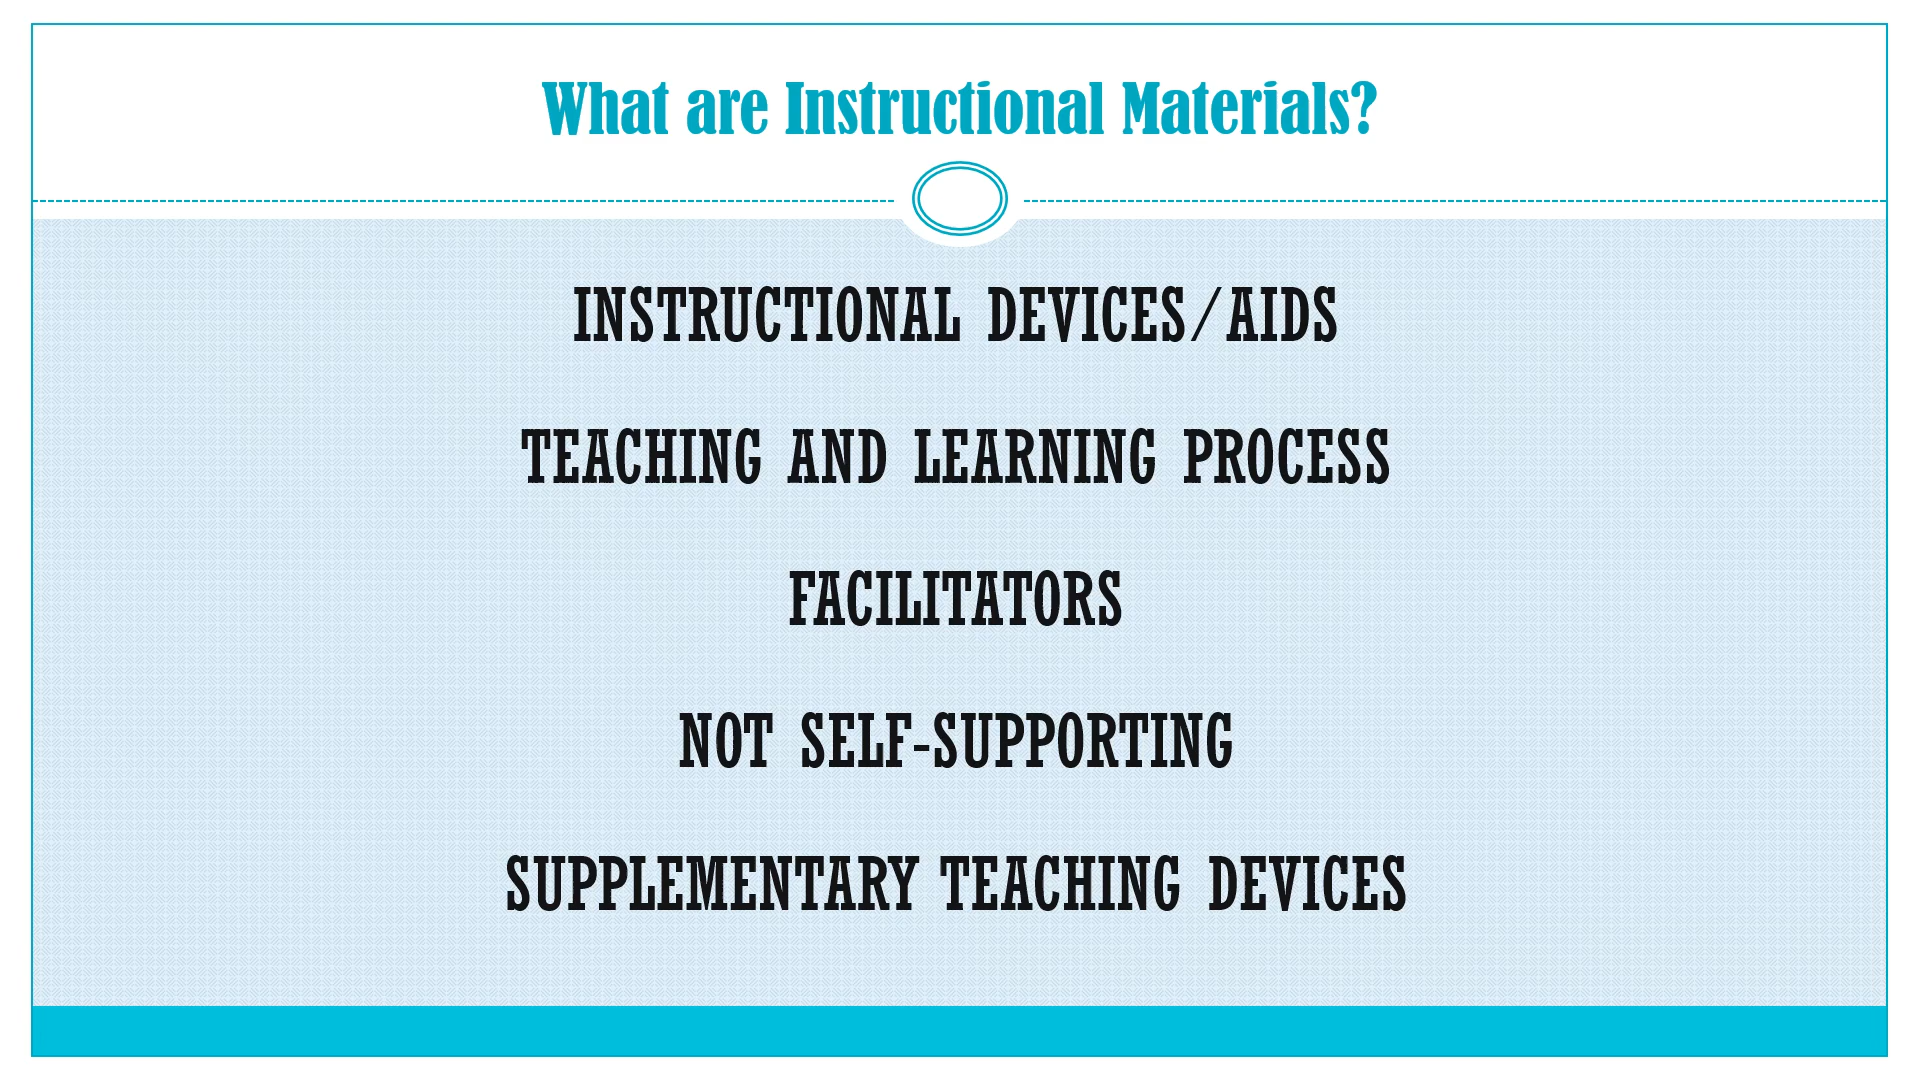 What are Instructional Materials?
INSTRUCTIONAL DEVICES/AIDS
TEACHING AND LEARNING PROCESS
FACILITATORS
NOT SELF-SUPPORTING
SUPPLEMENTARY TEACHING DEVICES